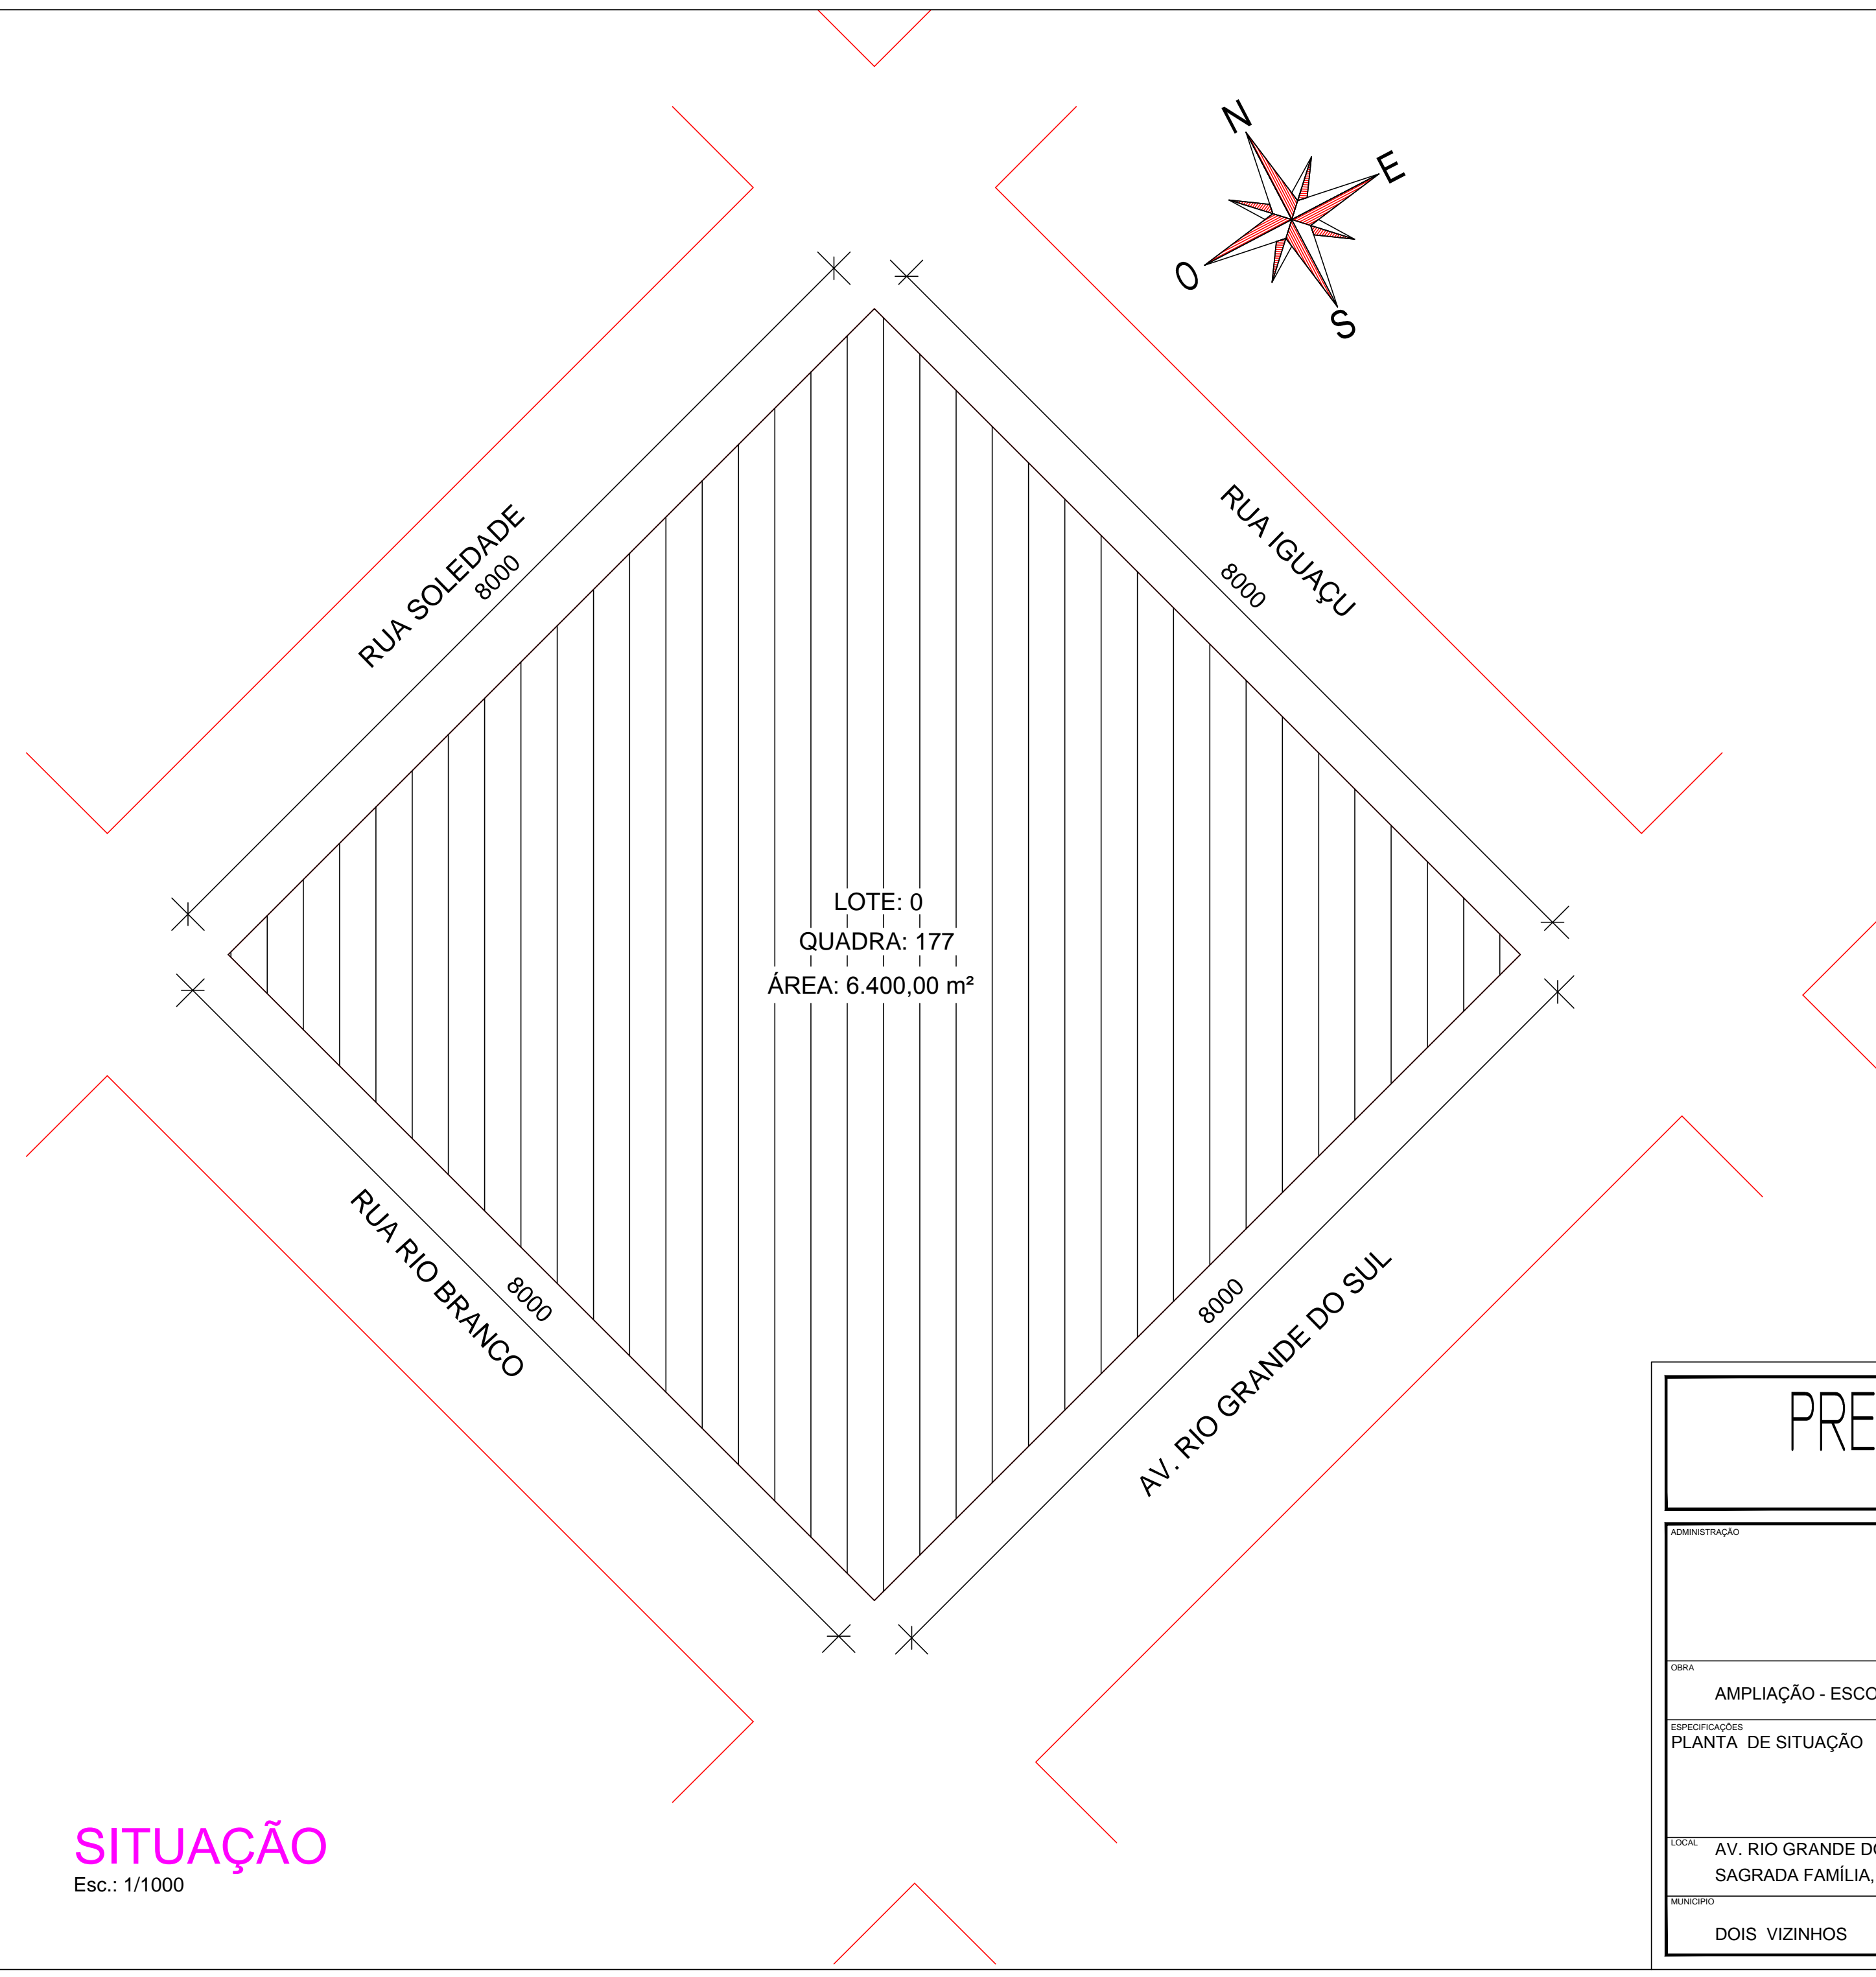 N
E
O
S
RUA SOLEDADE
8000
RUA IGUAÇU
8000
LOTE: 0
QUADRA: 177
ÁREA: 6.400,00 m²
RUA RIO BRANCO
8000
AV. RIO GRANDE DO SUL
8000
SITUAÇÃO
Esc.: 1/1000
PRE
ADMINISTRAÇÃO
OBRA
AMPLIAÇÃO - ESCO
ESPECIFICAÇÕES
PLANTA DE SITUAÇÃO
LOCAL
AV. RIO GRANDE DO
SAGRADA FAMÍLIA,
MUNICIPIO
DOIS VIZINHOS